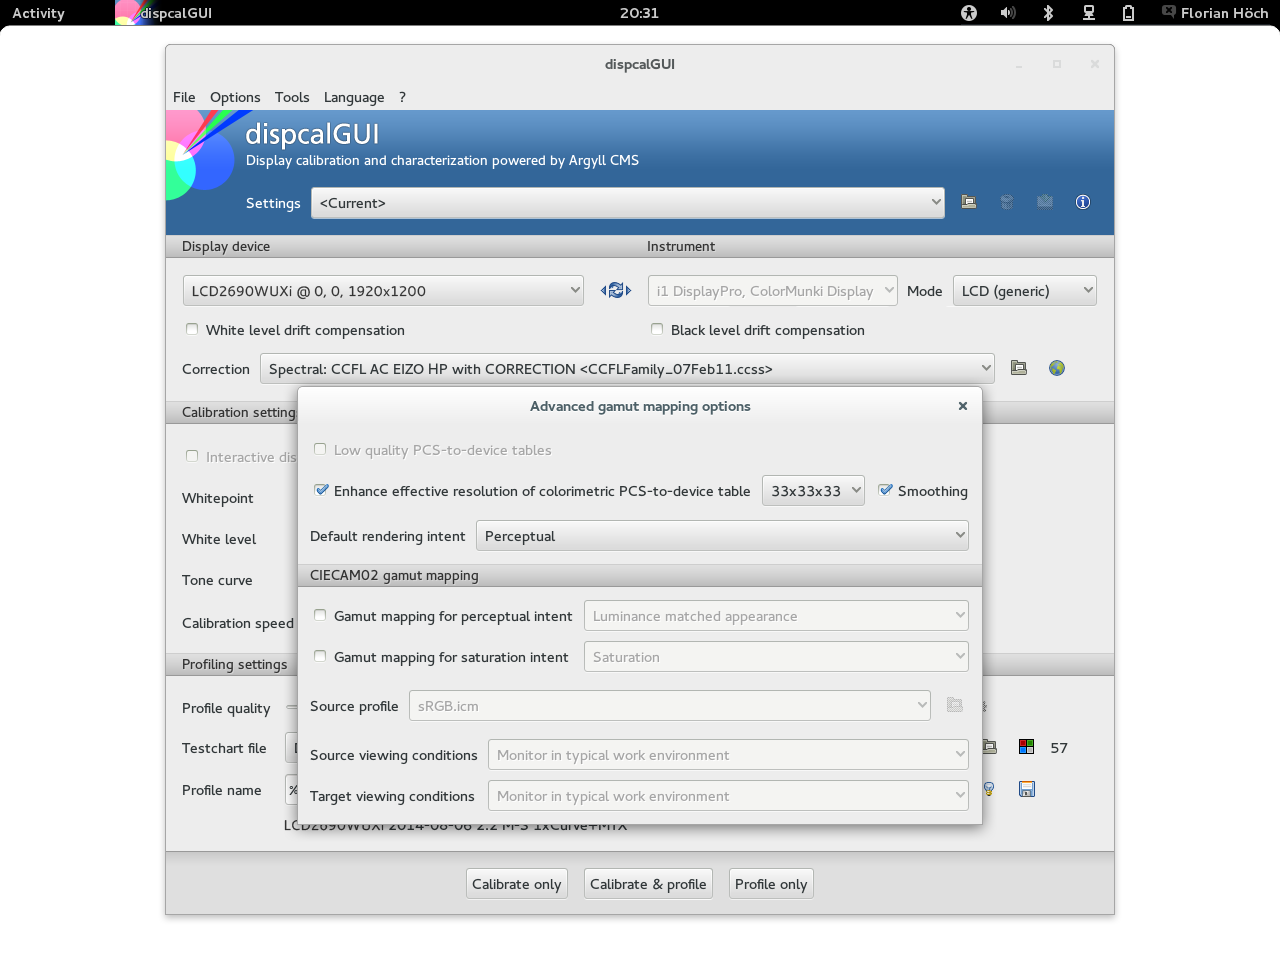 Activity dispcalGUI 20:31 Florian Höch
dispcalGUI
File Options Tools Language ?
dispcalGUI
Display calibration and characterization powered by Argyll CMS
Settings <Current>
Display device Instrument
LCD2690WUXi @ 0, 0, 1920x1200 i1 DisplayPro, ColorMunki Display Mode LCD (generic)
White level drift compensation Black level drift compensation
Correction Spectral: CCFL AC EIZO HP with CORRECTION <CCFLFamily_07Feb11.ccss>
Advanced gamut mapping options
Calibration settings
Low quality PCS-to-device tables
Interactive dis
Enhance effective resolution of colorimetric PCS-to-device table 33x33x33 Smoothing
Whitepoint
Default rendering intent Perceptual
White level
CIECAM02 gamut mapping
Tone curve
Gamut mapping for perceptual intent Luminance matched appearance
Calibration speed
Gamut mapping for saturation intent Saturation
Profiling settings
Source profile sRGB.icm
Profile quality
Testchart file 57
Source viewing conditions Monitor in typical work environment
Profile name %
Target viewing conditions Monitor in typical work environment
LCD2690WUXi 2014-08-06 2.2 M-S 1xCurve+MTX
Calibrate only Calibrate & profile Profile only